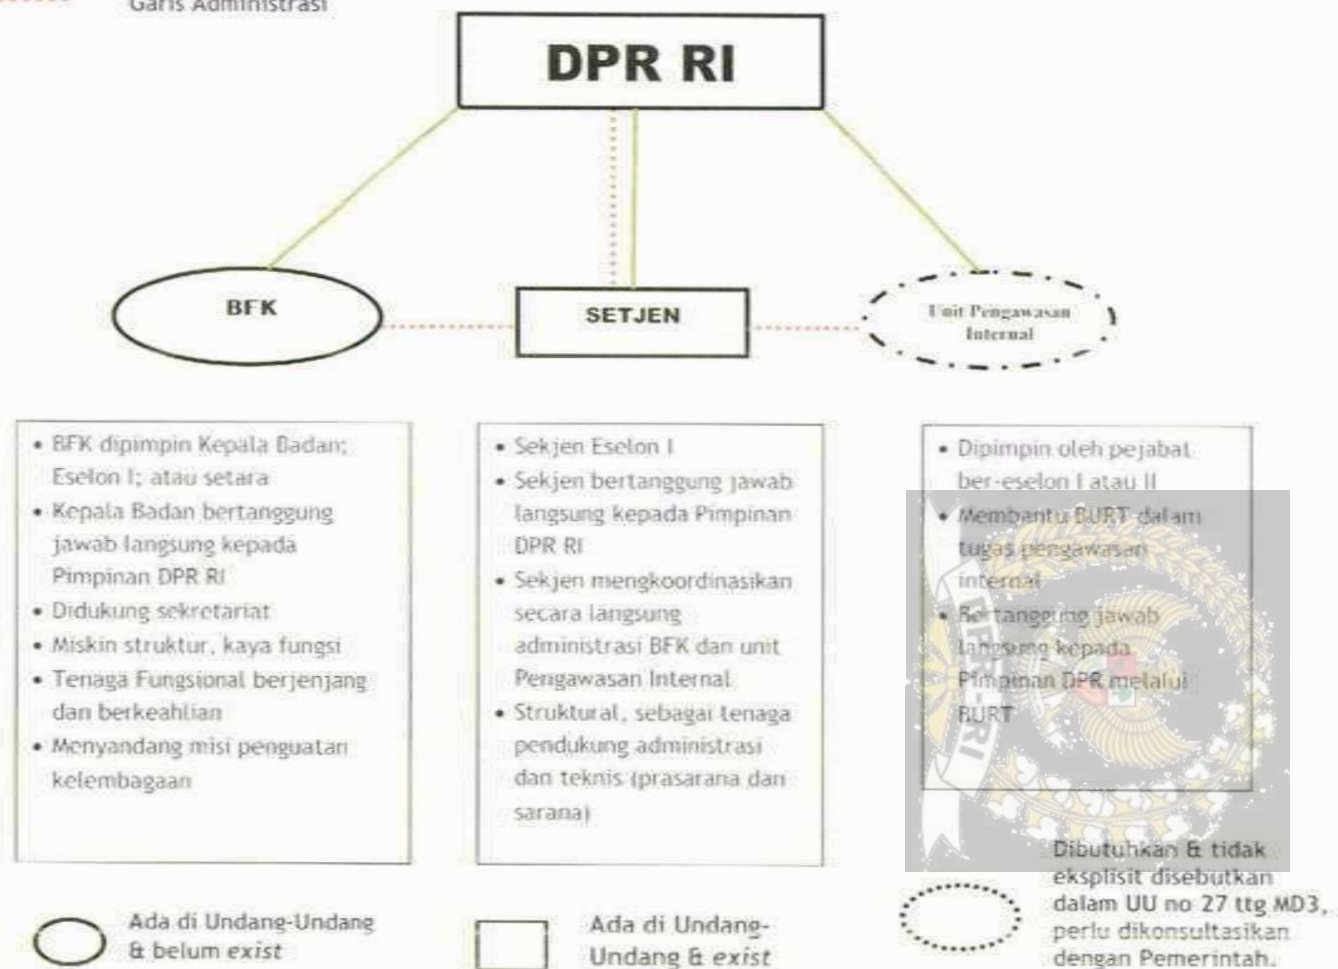 Garis Administrasi
DPR RI
BFK
SETJEN
Unit Pengawasan
Internal
• BFK dipimpin Kepala Badan;
Eselon I; atau setara
• Kepala Badan bertanggung
jawab langsung kepada
Pimpinan DPR RI
• Didukung sekretariat
• Miskin struktur, kaya fungsi
• Tenaga Fungsional berjenjang
dan berkeahlian
• Menyandang misi penguatan
kelembagaan
• Sekjen Eselon I
• Sekjen bertanggung jawab
langsung kepada Pimpinan
DPR RI
• Sekjen mengkoordinasikan
secara langsung
administrasi BFK dan unit
Pengawasan Internal
• Struktural, sebagai tenaga
pendukung administrasi
dan teknis (prasarana dan
sarana)
• Dipimpin oleh pejabat
ber-eselon I atau II
• Membantu BURT dalam
tugas pengawasan
internal
• Bertanggung jawab
langsung kepada
Pimpinan DPR melalui
BURT
DPR-RI
Ada di Undang-Undang
& belum exist
Ada di Undang-
Undang & exist
Dibutuhkan & tidak
eksplisit disebutkan
dalam UU no 27 ttg MD3,
perlu dikonsultasikan
dengan Pemerintah.